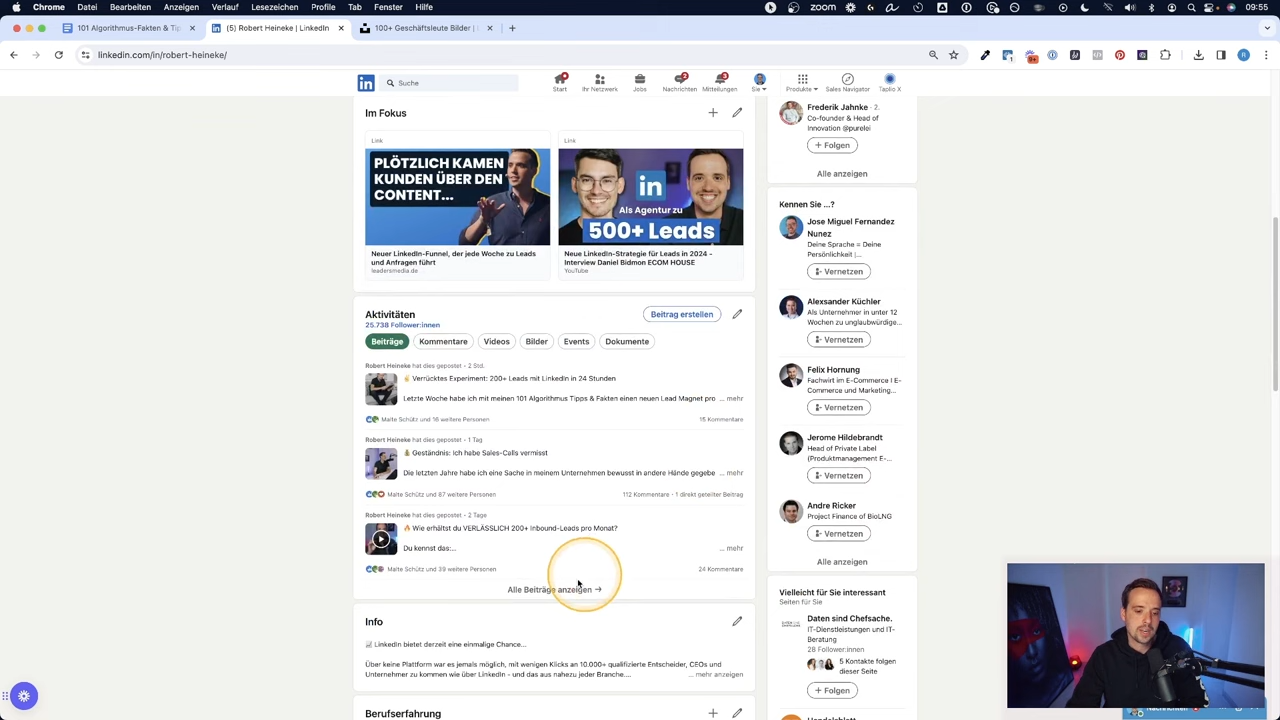 Chrome Ablage Bearbeiten Darstellung Verlauf Lesezeichen Profile Tab Fenster Hilfe
09:55
101 Algorithmus-Fakten & Tip
(5) Robert Heineke | LinkedIn
100+ Geschäftsleute Bilder |
linkedin.com/in/robert-heineke/
Suche
Start
Ihr Netzwerk
Jobs
Nachrichten
Mitteilungen
Sie
Produkte
Sales Navigator
Taplio X
Im Fokus
Link
PLÖTZLICH KAMEN
KUNDEN ÜBER DEN
CONTENT...
Neuer LinkedIn-Funnel, der jede Woche zu Leads
und Anfragen führt
leadersmedia.de
Link
in
Als Agentur zu
500+ Leads
Neue LinkedIn-Strategie für Leads in 2024 -
Interview Daniel Bidmon ECOM HOUSE
YouTube
Aktivitäten
25.738 Follower:innen
Beitrag erstellen
Beiträge
Kommentare
Videos
Bilder
Events
Dokumente
Robert Heineke hat dies gepostet • 2 Std.
Verrücktes Experiment: 200+ Leads mit LinkedIn in 24 Stunden
Letzte Woche habe ich mit meinen 101 Algorithmus Tipps & Fakten einen neuen Lead Magnet pro ... mehr
Malte Schütz und 16 weitere Personen
15 Kommentare
Robert Heineke hat dies gepostet • 1 Tag
Geständnis: Ich habe Sales-Calls vermisst
Die letzten Jahre habe ich eine Sache in meinem Unternehmen bewusst in andere Hände gegebe ... mehr
Malte Schütz und 67 weitere Personen
112 Kommentare • 1 direkt geteilter Beitrag
Robert Heineke hat dies gepostet • 2 Tage
Wie erhältst du VERLÄSSLICH 200+ Inbound-Leads pro Monat?
Du kennst das:...
... mehr
Malte Schütz und 39 weitere Personen
24 Kommentare
Alle Beiträge anzeigen →
Info
LinkedIn bietet derzeit eine einmalige Chance...
Über keine Plattform war es jemals möglich, mit wenigen Klicks an 10.000+ qualifizierte Entscheider, CEOs und
Unternehmer zu kommen wie über LinkedIn - und das aus nahezu jeder Branche....
... mehr anzeigen
Berufserfahrung
Frederik Jahnke · 2.
Co-founder & Head of
Innovation @purelei
+ Folgen
Alle anzeigen
Kennen Sie ...?
Jose Miguel Fernandez
Nunez
Deine Sprache = Deine
Persönlichkeit |...
Vernetzen
Alexsander Küchler
Als Unternehmer in unter 12
Wochen zu unglaubwürdige...
Vernetzen
Felix Hornung
Fachwirt im E-Commerce I E-
Commerce und Marketing...
Vernetzen
Jerome Hildebrandt
Head of Private Label
(Produktmanagement E-...
Vernetzen
Andre Ricker
Project Finance of BioLNG
Vernetzen
Alle anzeigen
Vielleicht für Sie interessant
Seiten für Sie
Daten sind Chefsache.
IT-Dienstleistungen und IT-
Beratung
28 Follower:innen
5 Kontakte folgen
dieser Seite
+ Folgen
Handelsblatt
Nachrichten